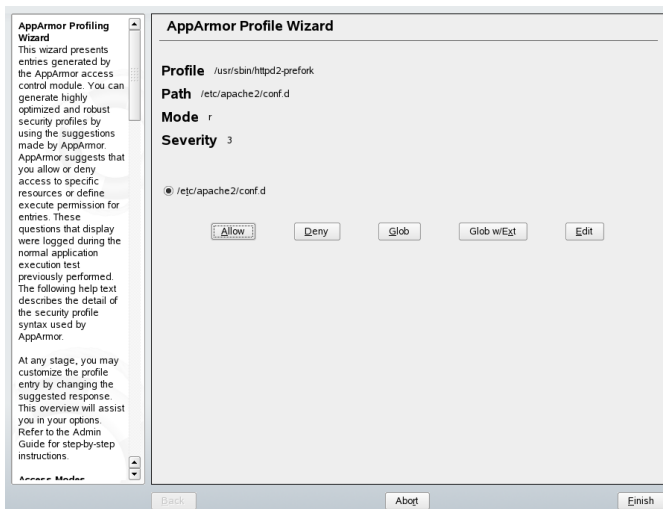 AppArmor Profiling
Wizard
This wizard presents
entries generated by
the AppArmor access
control module. You can
generate highly
optimized and robust
security profiles by
using the suggestions
made by AppArmor.
AppArmor suggests that
you allow or deny
access to specific
resources or define
execute permission for
entries. These
questions that display
were logged during the
normal application
execution test
previously performed.
The following help text
describes the detail of
the security profile
syntax used by
AppArmor.
At any stage, you may
customize the profile
entry by changing the
suggested response.
This overview will assist
you in your options.
Refer to the Admin
Guide for step-by-step
instructions.
Access Modes
AppArmor Profile Wizard
Profile /usr/sbin/httpd2-prefork
Path /etc/apache2/conf.d
Mode r
Severity 3
/etc/apache2/conf.d
Allow Deny Glob Glob w/Ext Edit
Back Abort Finish